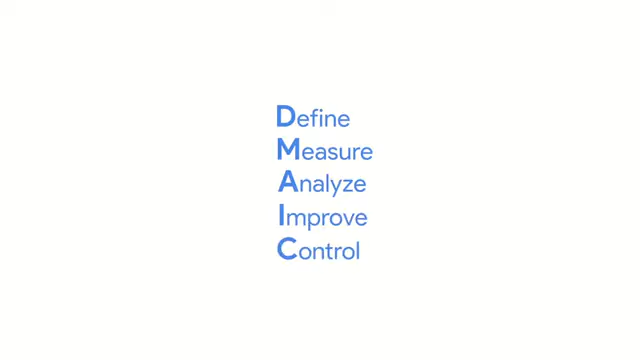 Define
Measure
Analyze
Improve
Control